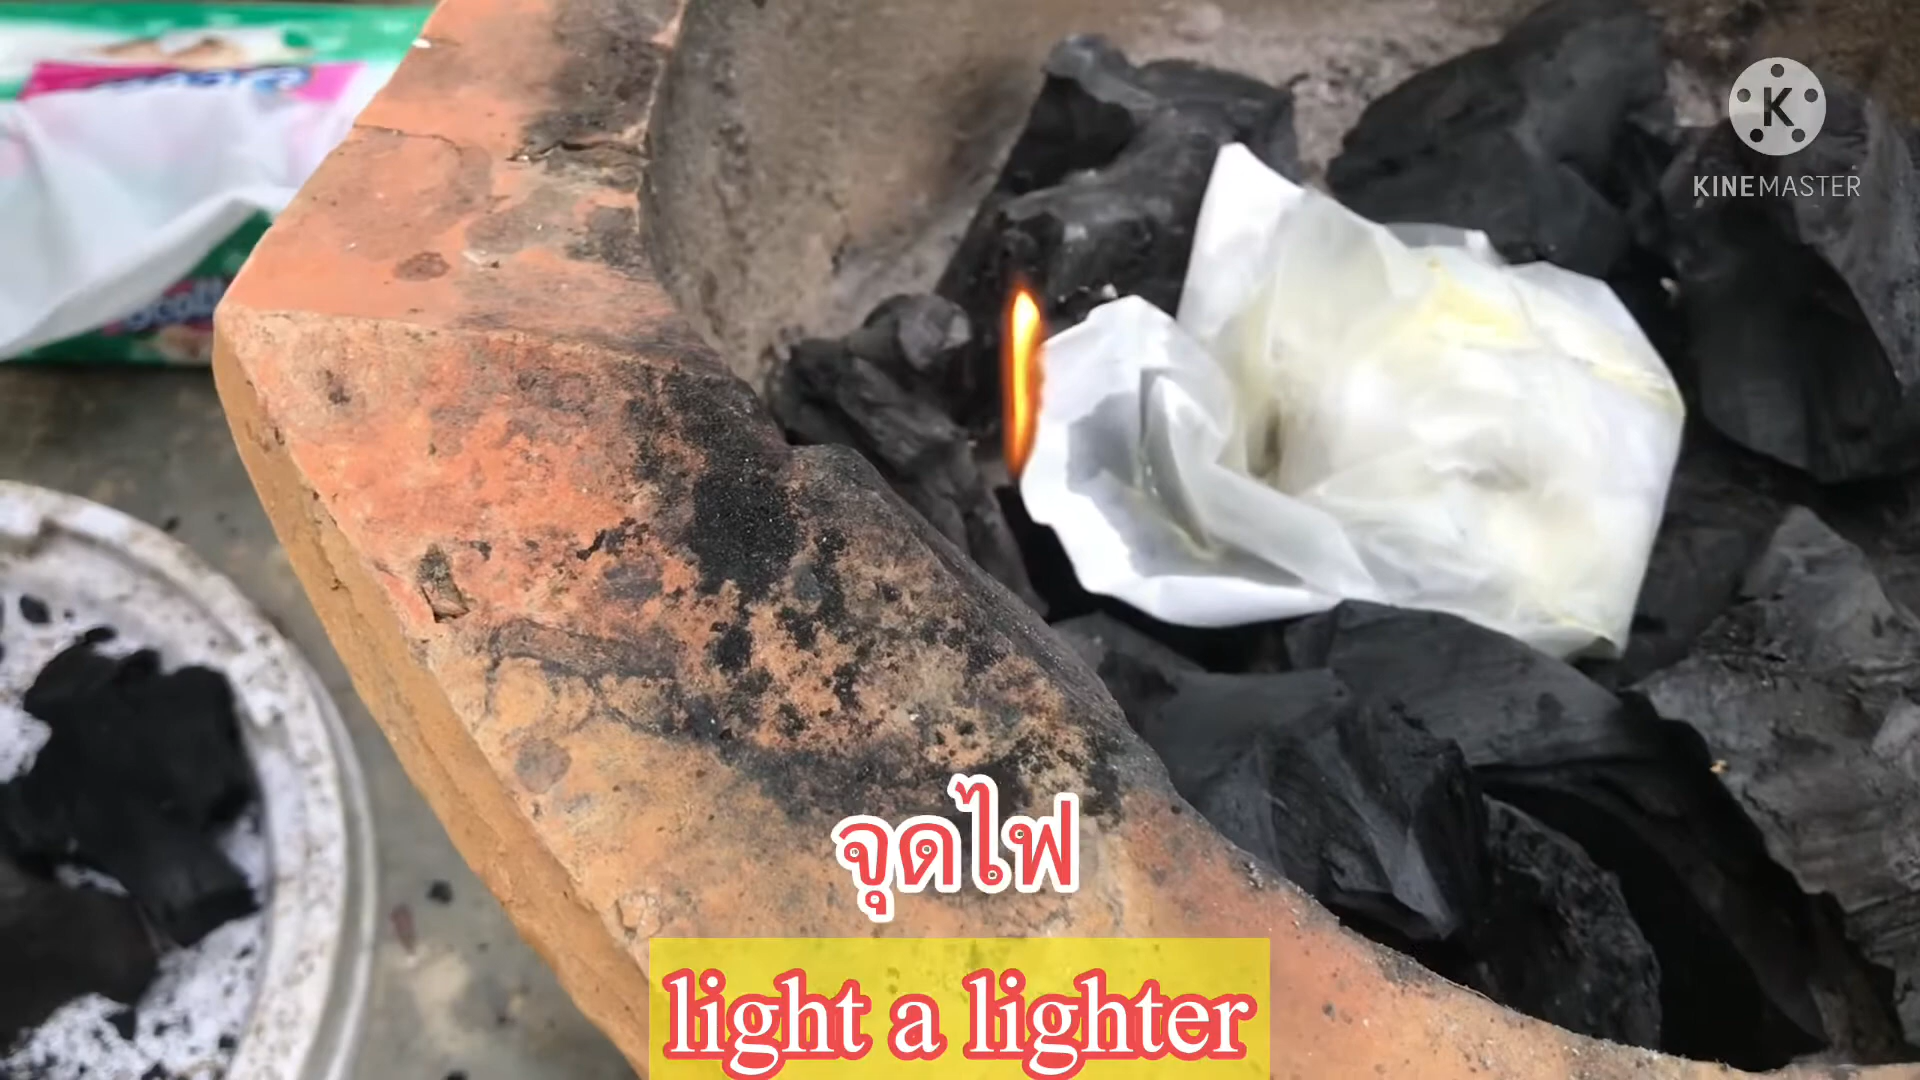 K
KINEMASTER
จุดไฟ
light a lighter